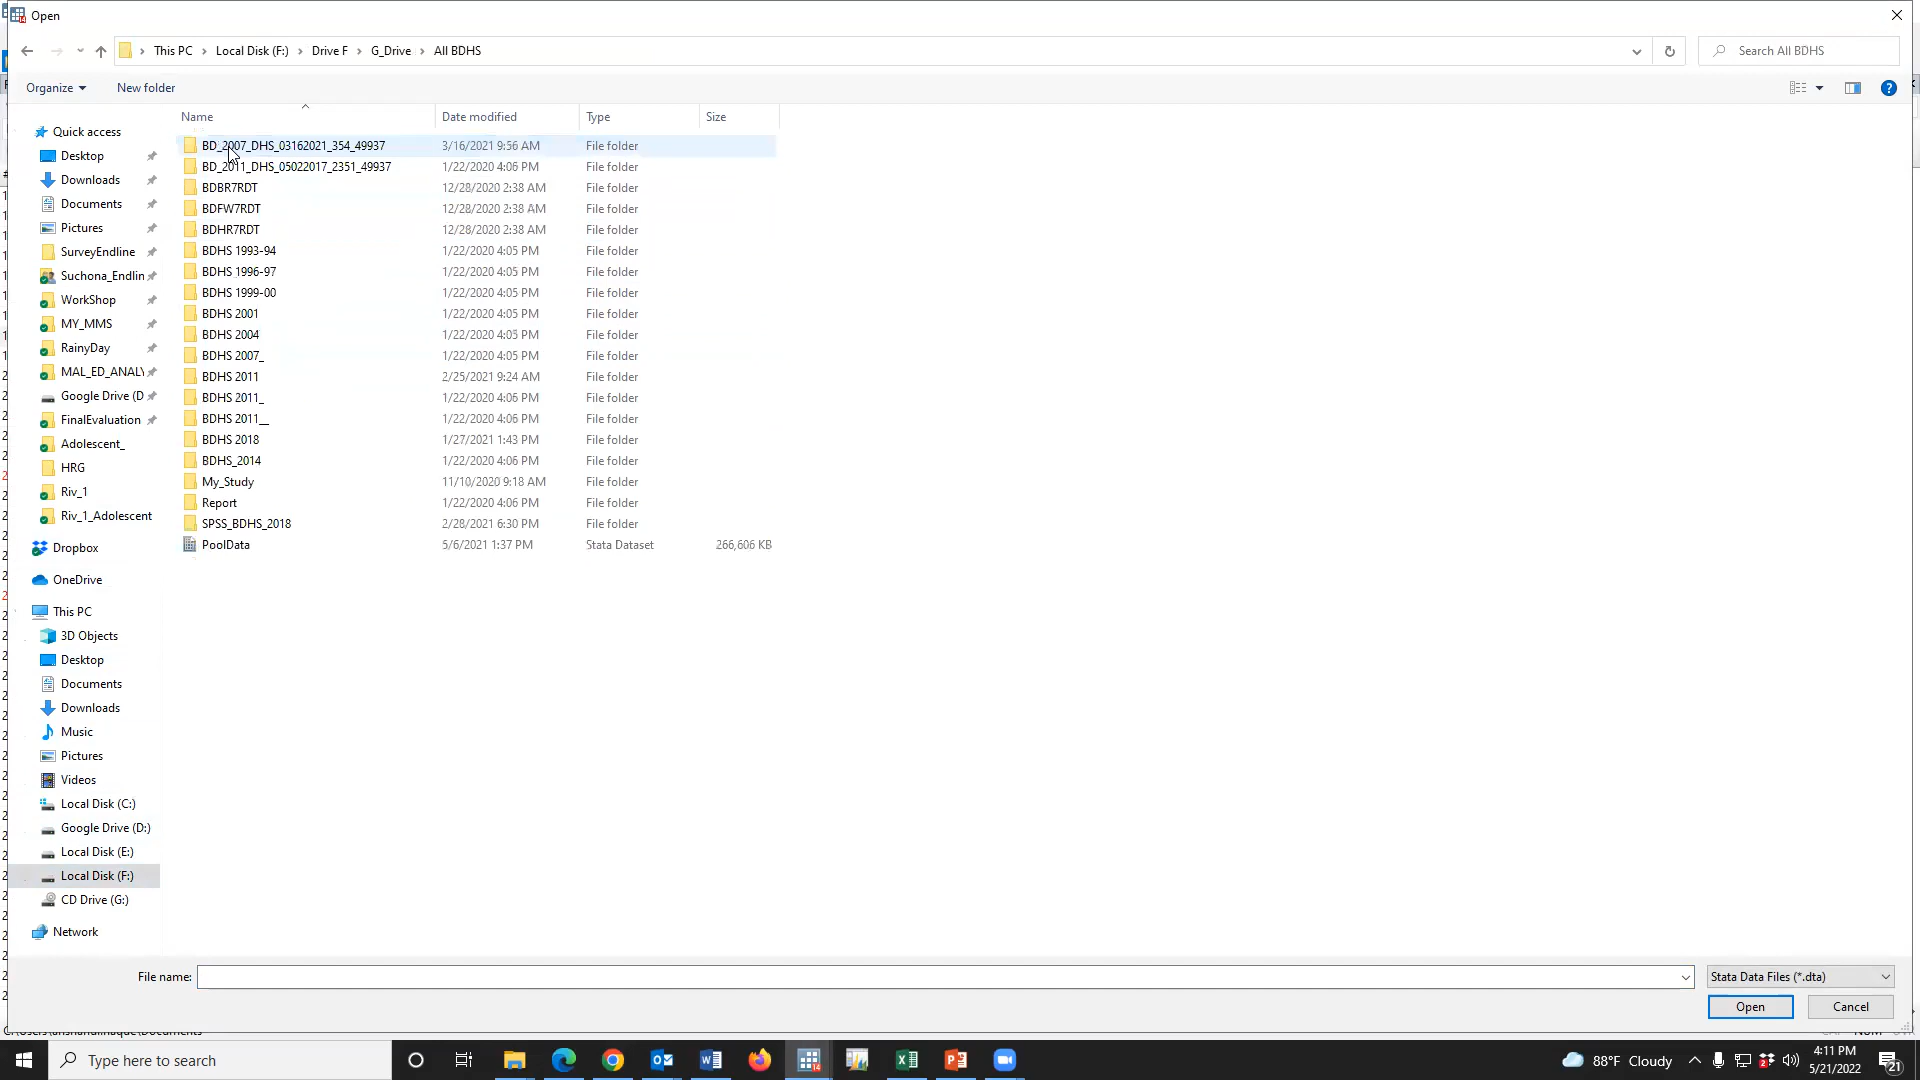 Open
This PC > Local Disk (F:) > Drive F > G_Drive > All BDHS
Search All BDHS
Organize
New folder
Name
Date modified
Type
Size
Quick access
Desktop
Downloads
Documents
Pictures
SurveyEndline
Suchona_Endlin
WorkShop
MY_MMS
RainyDay
MAL_ED_ANALY
Google Drive (D
FinalEvaluation
Adolescent_
HRG
Riv_1
Riv_1_Adolescent
Dropbox
OneDrive
This PC
3D Objects
Desktop
Documents
Downloads
Music
Pictures
Videos
Local Disk (C:)
Google Drive (D:)
Local Disk (E:)
Local Disk (F:)
CD Drive (G:)
Network
BD_2007_DHS_03162021_354_49937 3/16/2021 9:56 AM File folder
BD_2011_DHS_05022017_2351_49937 1/22/2020 4:06 PM File folder
BDBR7RDT 12/28/2020 2:38 AM File folder
BDFW7RDT 12/28/2020 2:38 AM File folder
BDHR7RDT 12/28/2020 2:38 AM File folder
BDHS 1993-94 1/22/2020 4:05 PM File folder
BDHS 1996-97 1/22/2020 4:05 PM File folder
BDHS 1999-00 1/22/2020 4:05 PM File folder
BDHS 2001 1/22/2020 4:05 PM File folder
BDHS 2004 1/22/2020 4:05 PM File folder
BDHS 2007_ 1/22/2020 4:05 PM File folder
BDHS 2011 2/25/2021 9:24 AM File folder
BDHS 2011_ 1/22/2020 4:06 PM File folder
BDHS 2011__ 1/22/2020 4:06 PM File folder
BDHS 2018 1/27/2021 1:43 PM File folder
BDHS_2014 1/22/2020 4:06 PM File folder
My_Study 11/10/2020 9:18 AM File folder
Report 1/22/2020 4:06 PM File folder
SPSS_BDHS_2018 2/28/2021 6:30 PM File folder
PoolData 5/6/2021 1:37 PM Stata Dataset 266,606 KB
File name:
Stata Data Files (*.dta)
Open
Cancel
Type here to search
88°F Cloudy
4:11 PM
5/21/2022
21